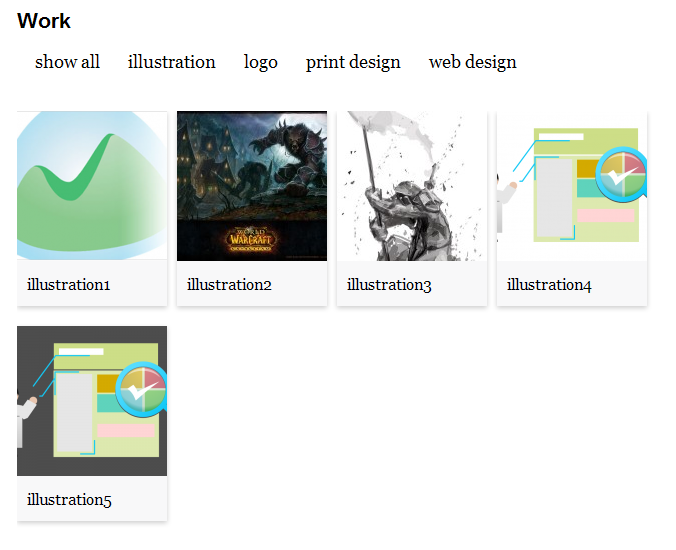 Work
show all illustration logo print design web design
WORLD
WARCRAFT
illustration1 illustration2 illustration3 illustration4
illustration5